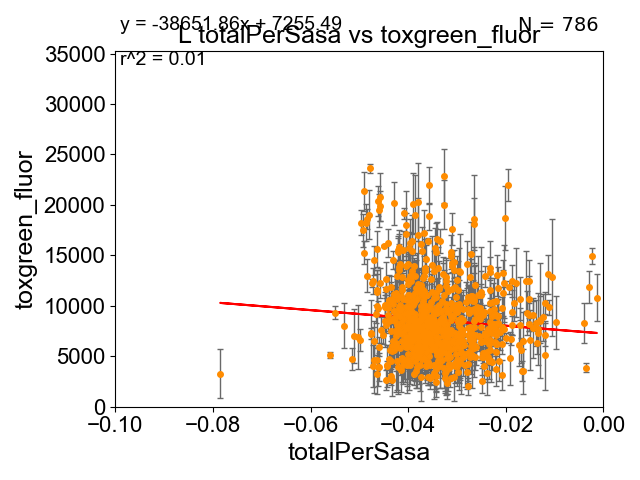 y = -38651.86x + 7255.49
N = 786
L totalPerSasa vs toxgreen_fluor
r^2 = 0.01
35000
30000
25000
20000
15000
10000
5000
0
toxgreen_fluor
−0.10 −0.08 −0.06 −0.04 −0.02 0.00
totalPerSasa